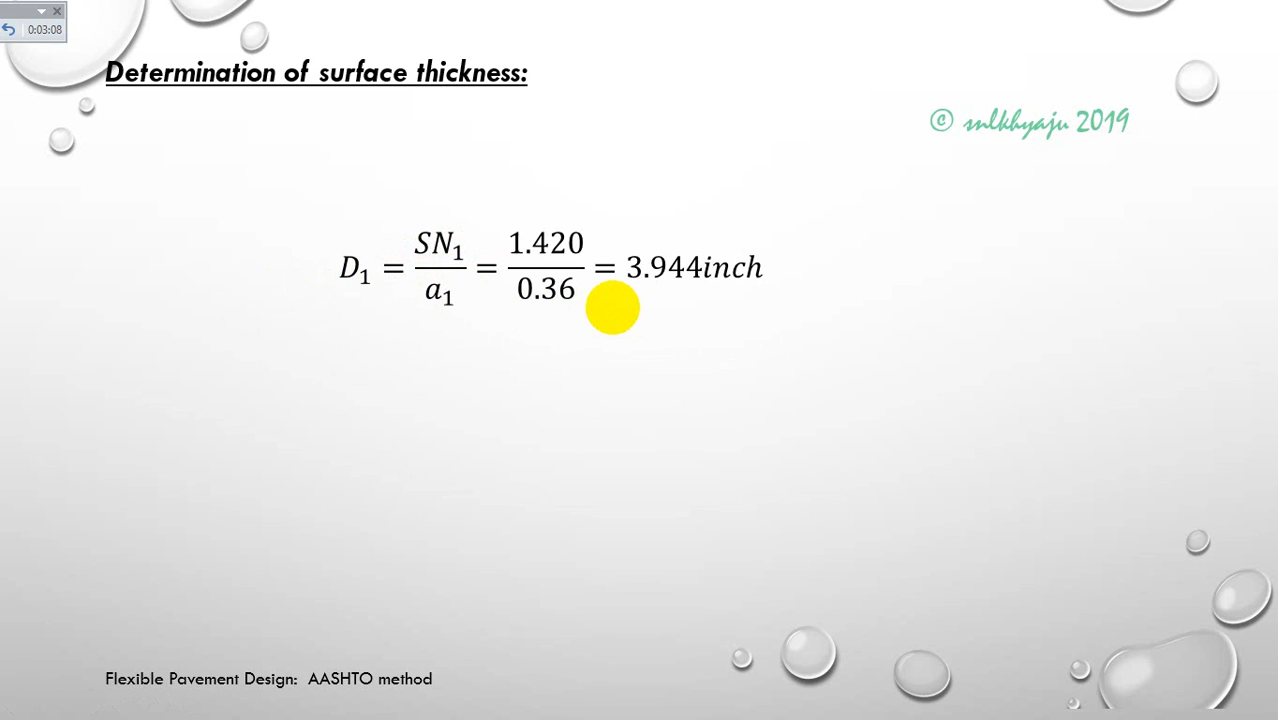 0:03:08
Determination of surface thickness:
© snlkhyaju 2019
D₁ = SN₁/a₁ = 1.420/0.36 = 3.944inch
Flexible Pavement Design: AASHTO method